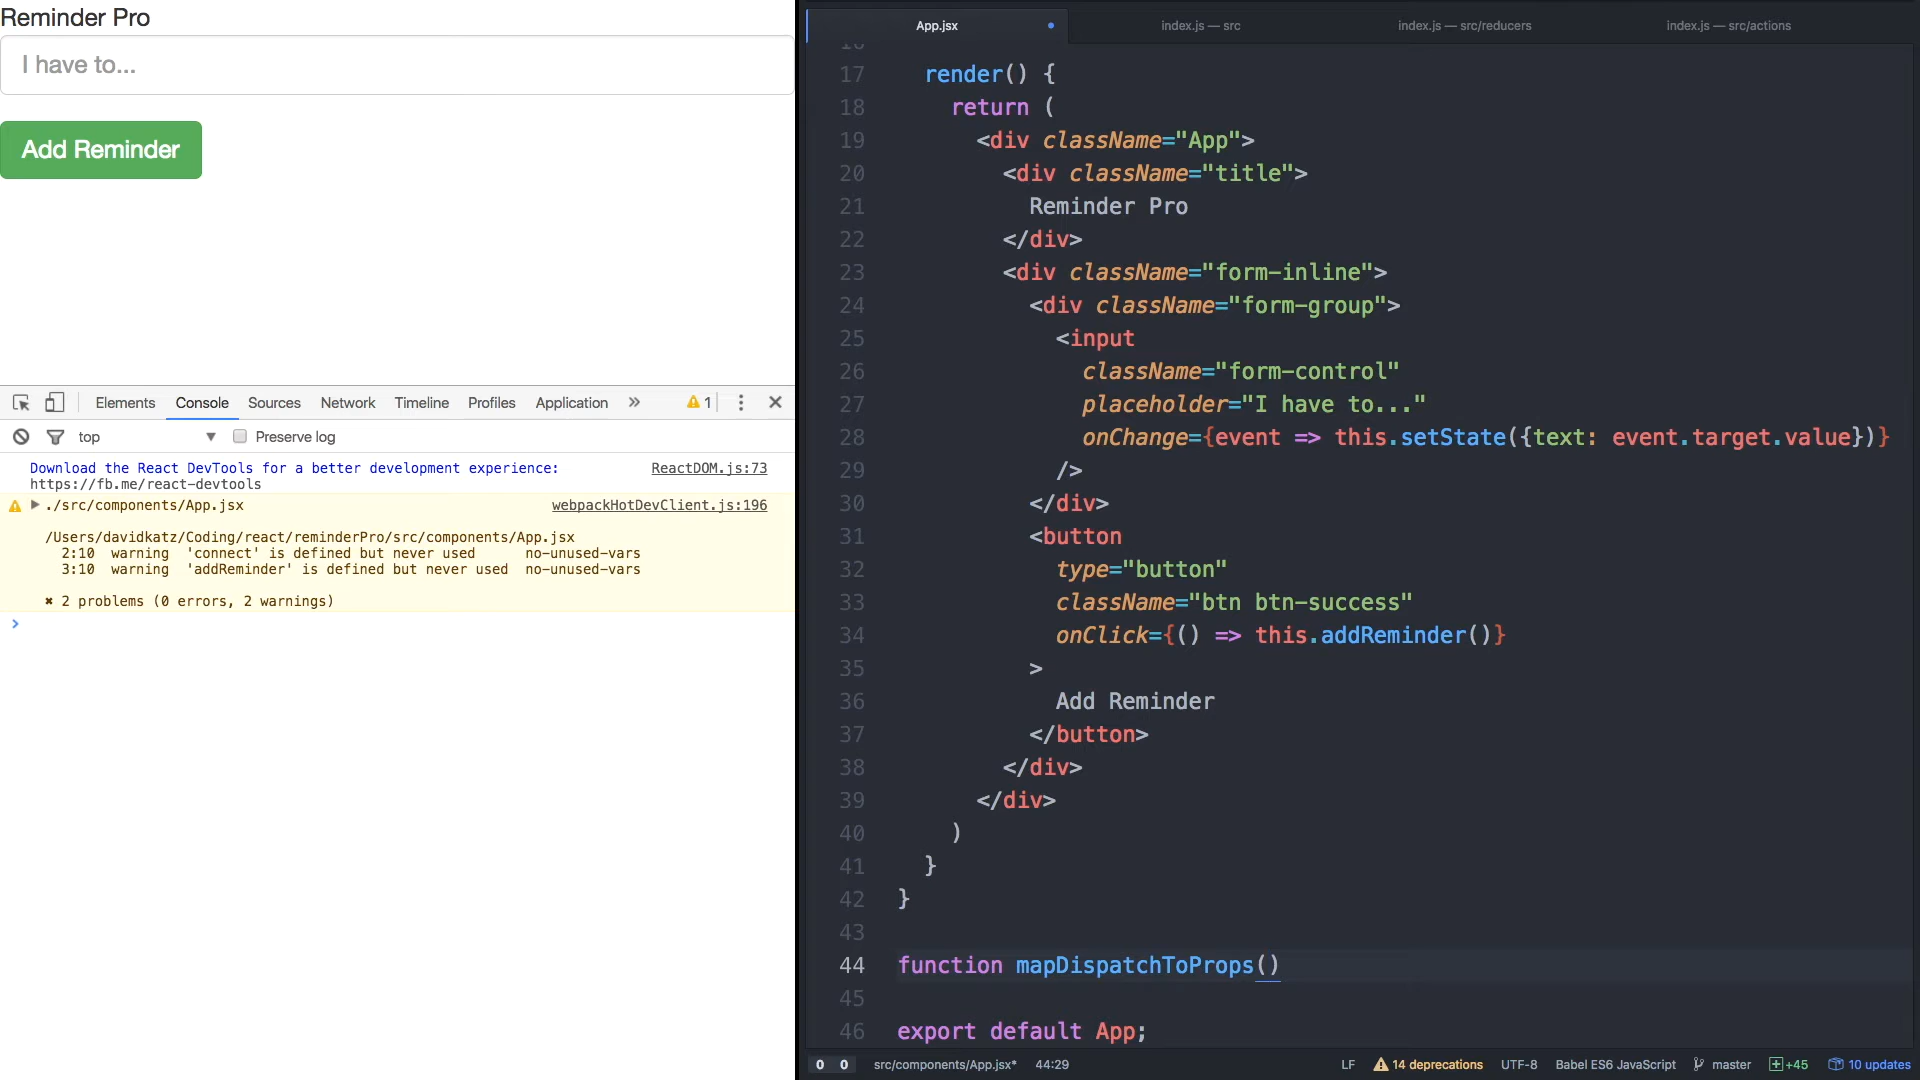 Reminder Pro
I have to...
Add Reminder
Elements Console Sources Network Timeline Profiles Application » 1
top Preserve log
Download the React DevTools for a better development experience: ReactDOM.js:73
https://fb.me/react-devtools
./src/components/App.jsx webpackHotDevClient.js:196
/Users/davidkatz/Coding/react/reminderPro/src/components/App.jsx
2:10 warning 'connect' is defined but never used no-unused-vars
3:10 warning 'addReminder' is defined but never used no-unused-vars
✖ 2 problems (0 errors, 2 warnings)
App.jsx index.js — src index.js — src/reducers index.js — src/actions
16
17 render() {
18 return (
19 <div className="App">
20 <div className="title">
21 Reminder Pro
22 </div>
23 <div className="form-inline">
24 <div className="form-group">
25 <input
26 className="form-control"
27 placeholder="I have to..."
28 onChange={event => this.setState({text: event.target.value})}
29 />
30 </div>
31 <button
32 type="button"
33 className="btn btn-success"
34 onClick={() => this.addReminder()}
35 >
36 Add Reminder
37 </button>
38 </div>
39 </div>
40 )
41 }
42 }
43
44 function mapDispatchToProps()
45
46 export default App;
0 0 src/components/App.jsx* 44:29 LF 14 deprecations UTF-8 Babel ES6 JavaScript master +45 10 updates